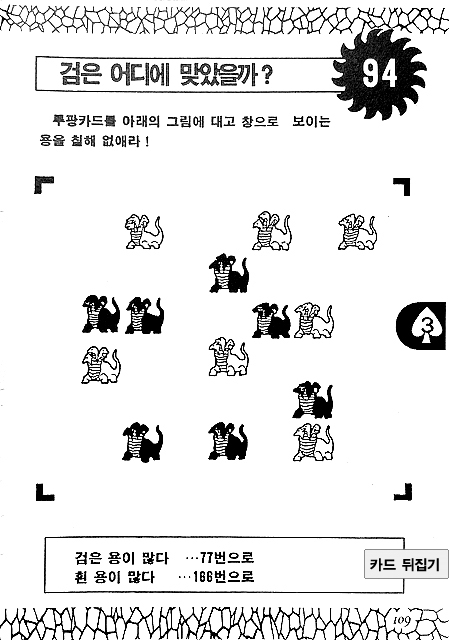 검은 어디에 맞았을까?
94
투광카드를 아래의 그림에 대고 창으로 보이는
용을 칠해 없애라!
3
검은 용이 많다 …77번으로
흰 용이 많다 …166번으로
카드 뒤집기
109